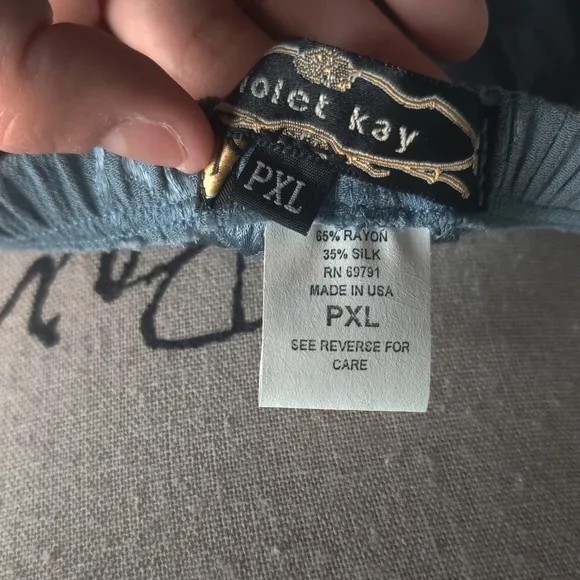 iolet kay
PXL
65% RAYON
35% SILK
RN 69791
MADE IN USA
PXL
SEE REVERSE FOR
CARE